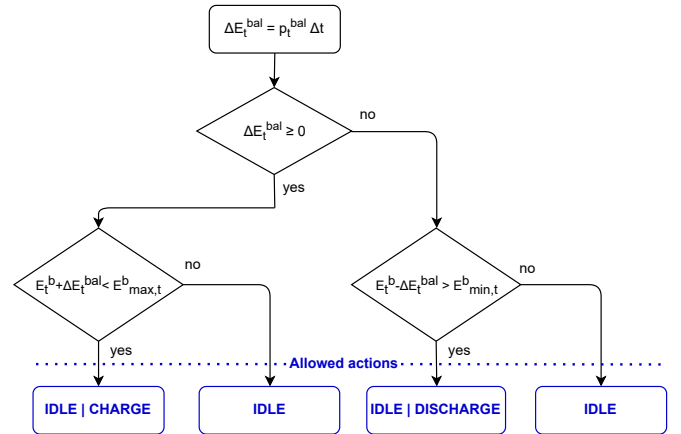 ΔE_t^bal = p_t^bal Δt
ΔE_t^bal ≥ 0
no
yes
E_t^b+ΔE_t^bal< E^b_max,t
no
E_t^b-ΔE_t^bal > E^b_min,t
no
yes
yes
Allowed actions
IDLE | CHARGE
IDLE
IDLE | DISCHARGE
IDLE